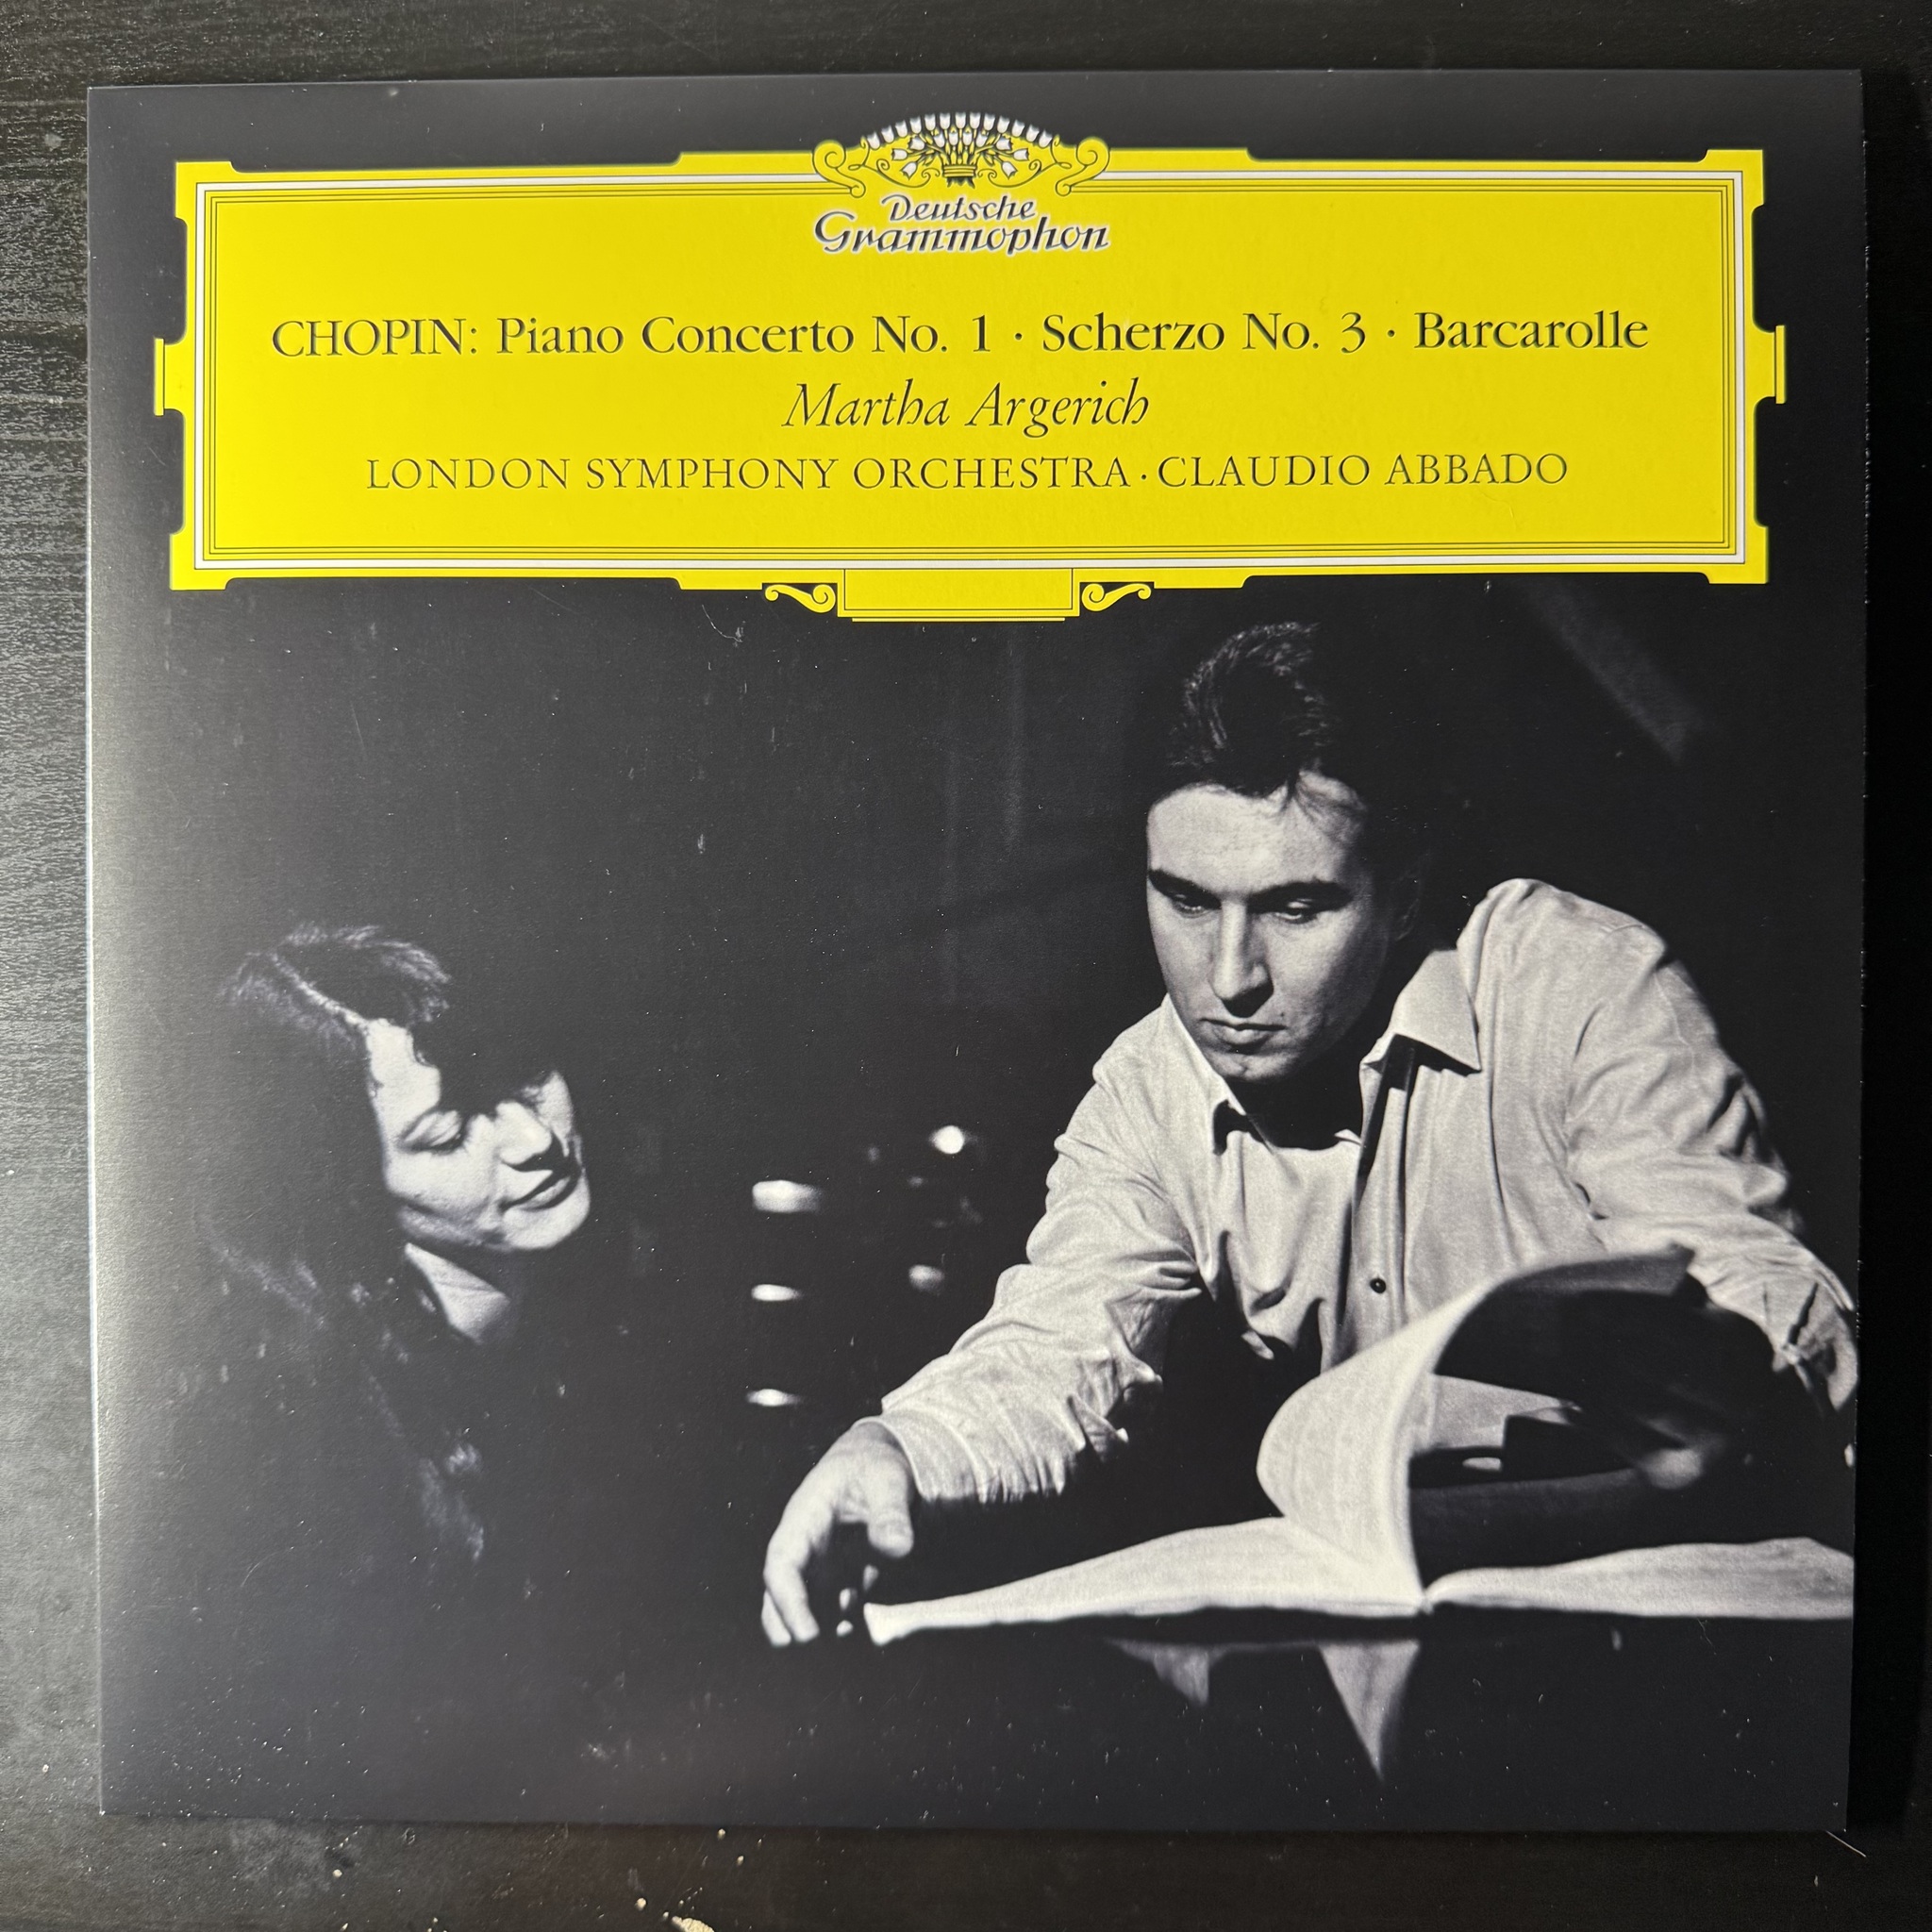 Deutsche
Grammophon
CHOPIN: Piano Concerto No. 1 · Scherzo No. 3 · Barcarolle
Martha Argerich
LONDON SYMPHONY ORCHESTRA · CLAUDIO ABBADO